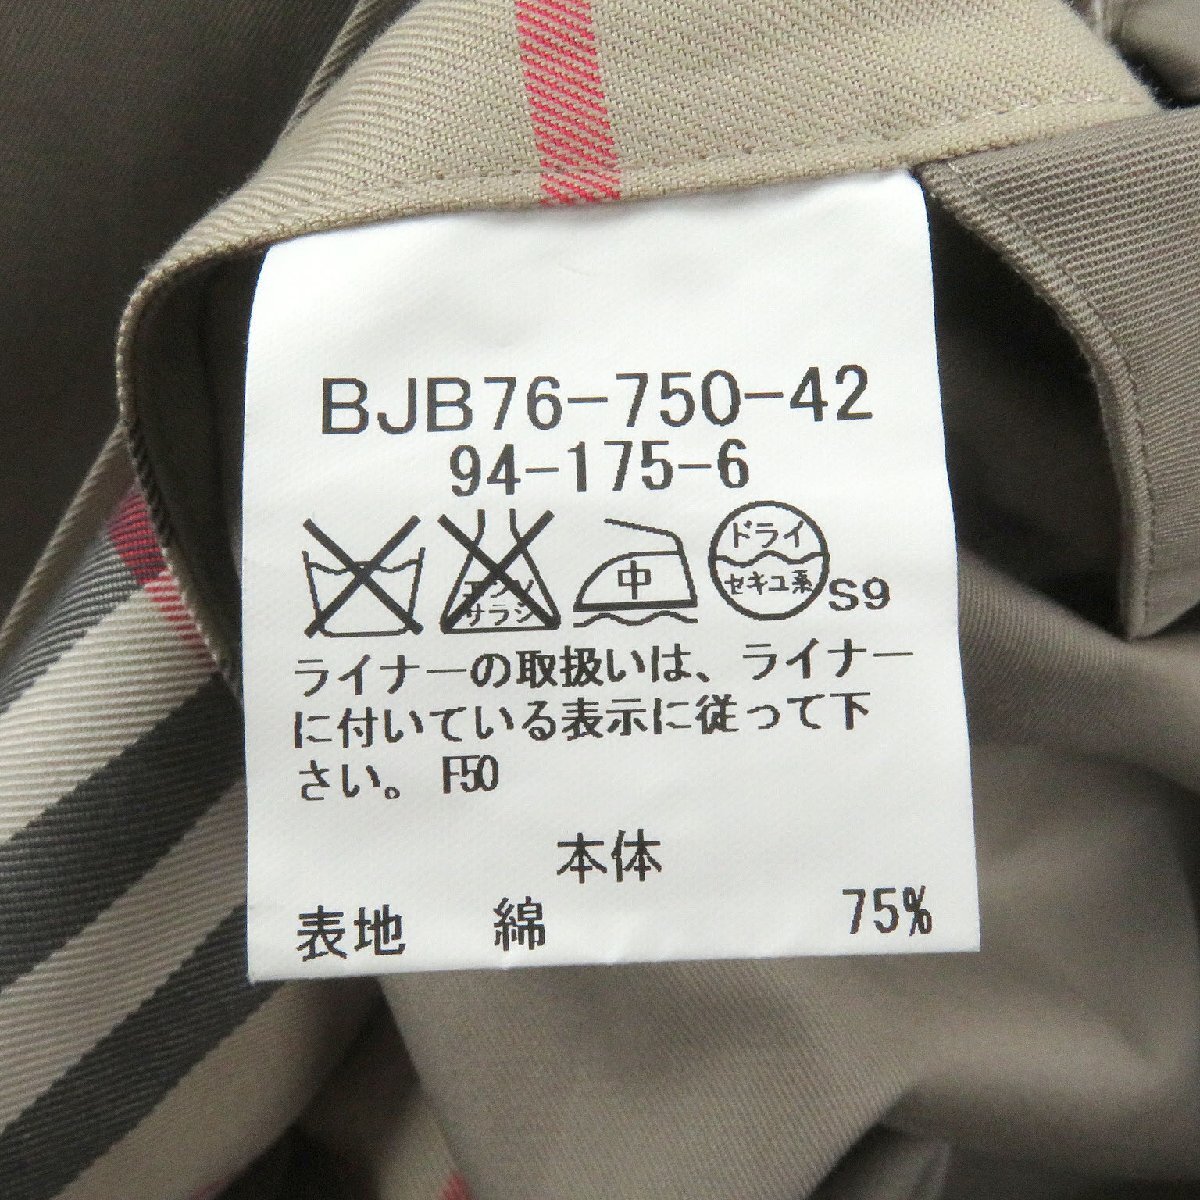 BJB76-750-42
94-175-6
エンソ
サラシ
中
ドライ
セキユ系
S9
ライナーの取扱いは、ライナー
に付いている表示に従って下
さい。 F50
本体
表地 綿 75%